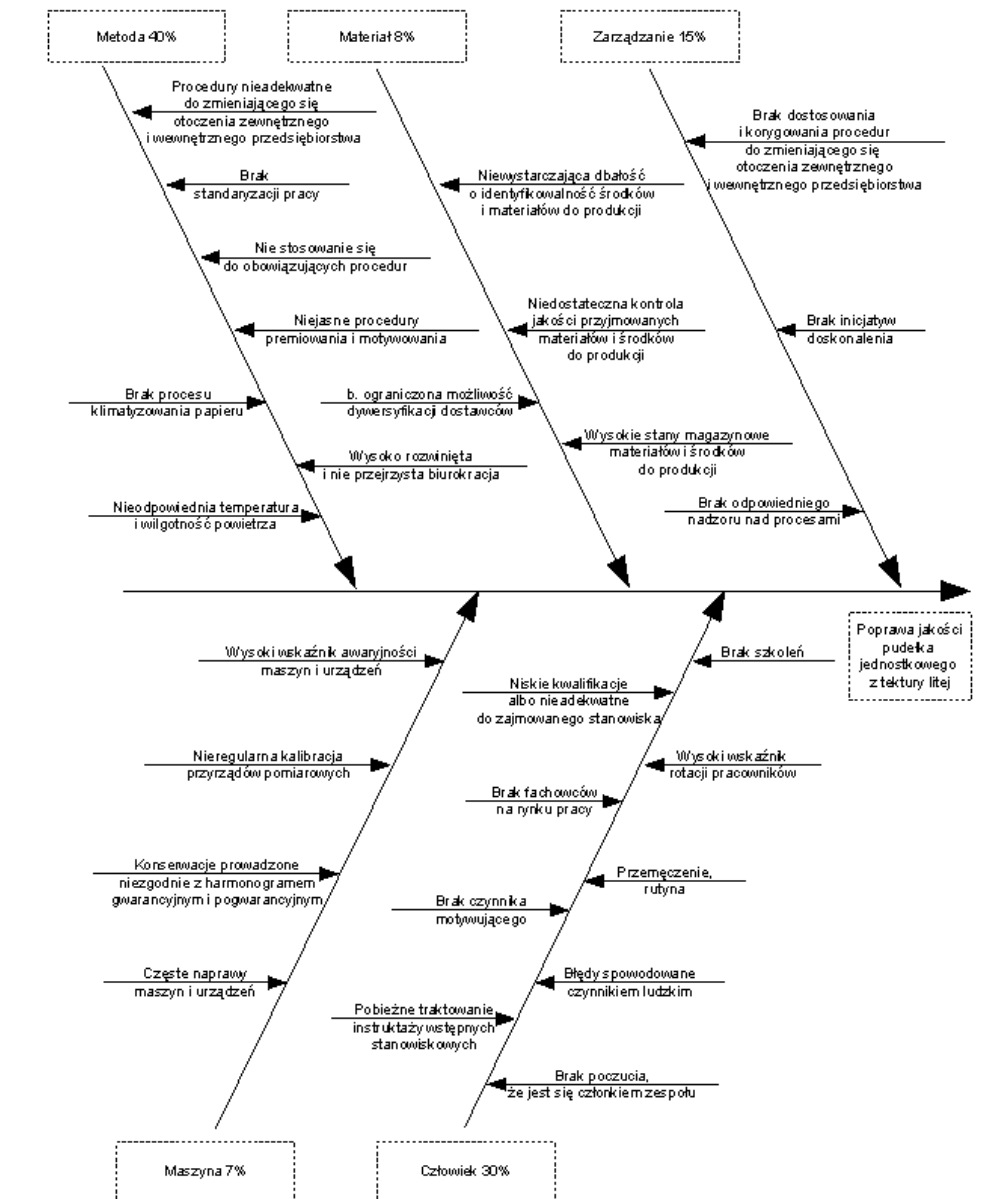 Metoda 40%
Materiał 8%
Zarządzanie 15%
Procedury nieadekwatne
do zmieniającego się
otoczenia zewnętrznego
i wewnętrznego przedsiębiorstwa
Brak
standaryzacji pracy
Nie stosowanie się
do obowiązujących procedur
Niejasne procedury
premiowania i motywowania
Brak procesu
klimatyzowania papieru
Wysoko rozwinięta
i nie przejrzysta biurokracja
Nieodpowiednia temperatura
i wilgotność powietrza
Niewystarczająca dbałość
o identyfikowalność środków
i materiałów do produkcji
Niedostateczna kontrola
jakości przyjmowanych
materiałów i środków
do produkcji
b. ograniczona możliwość
dywersyfikacji dostawców
Wysokie stany magazynowe
materiałów i środków
do produkcji
Brak dostosowania
i korygowania procedur
do zmieniającego się
otoczenia zewnętrznego
i wewnętrznego przedsiębiorstwa
Brak inicjatyw
doskonalenia
Brak odpowiedniego
nadzoru nad procesami
Poprawa jakości
pudełka
jednostkowego
z tektury litej
Wysoki wskaźnik awaryjności
maszyn i urządzeń
Nieregularna kalibracja
przyrządów pomiarowych
Konserwacje prowadzone
niezgodnie z harmonogramem
gwarancyjnym i pogwarancyjnym
Częste naprawy
maszyn i urządzeń
Brak szkoleń
Niskie kwalifikacje
albo nieadekwatne
do zajmowanego stanowiska
Wysoki wskaźnik
rotacji pracowników
Brak fachowców
na rynku pracy
Przemęczenie,
rutyna
Brak czynnika
motywującego
Błędy spowodowane
czynnikiem ludzkim
Pobieżne traktowanie
instruktaży wstępnych
stanowiskowych
Brak poczucia,
że jest się członkiem zespołu
Maszyna 7%
Człowiek 30%